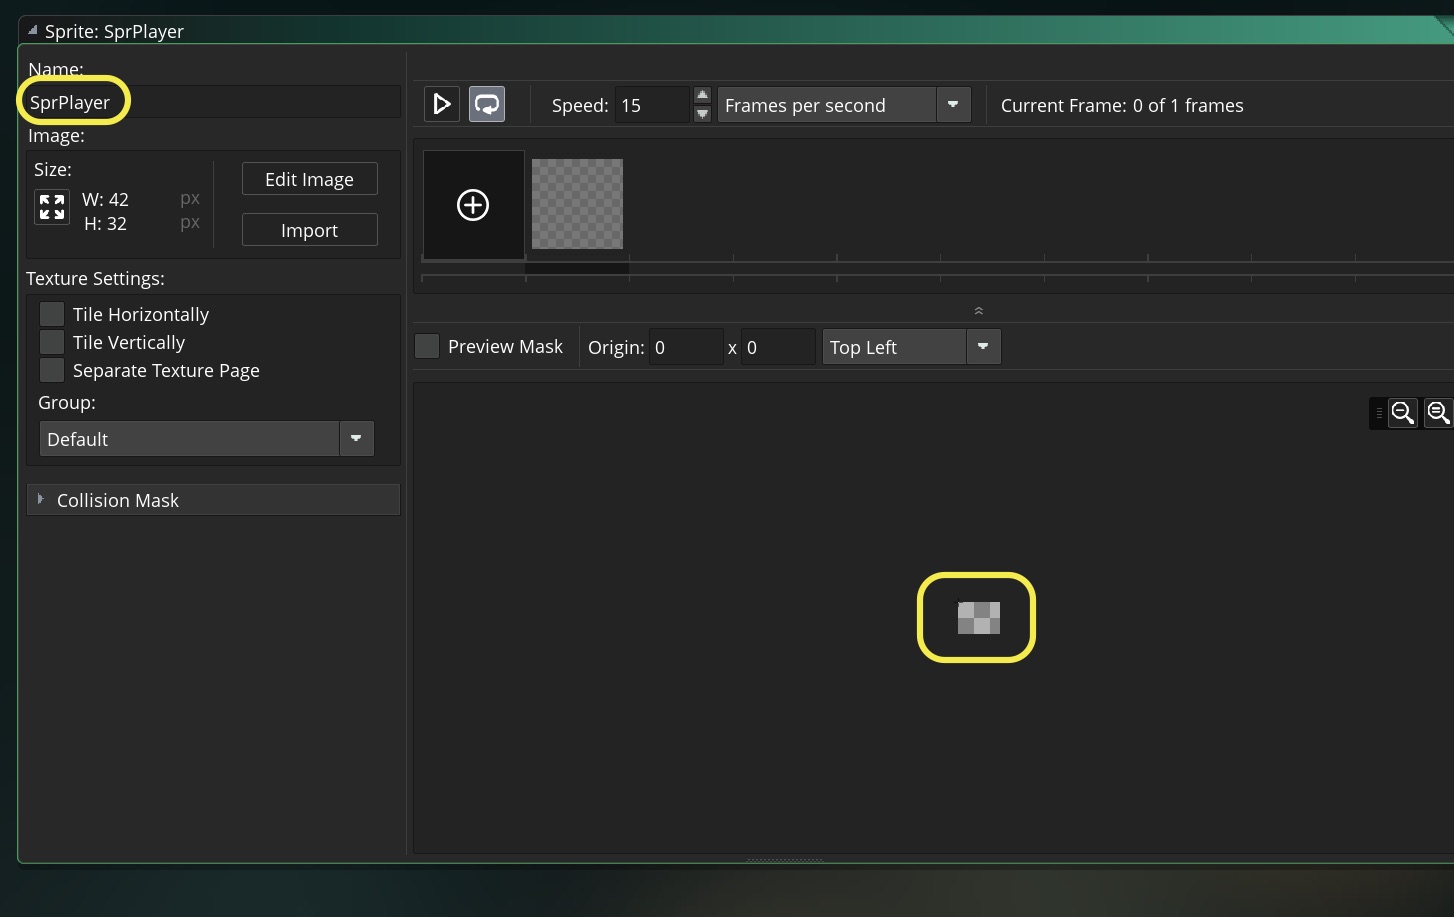 Sprite: SprPlayer
Name:
SprPlayer
Image:
Size:
W: 42 px
H: 32 px
Edit Image
Import
Texture Settings:
Tile Horizontally
Tile Vertically
Separate Texture Page
Group:
Default
Collision Mask
Speed: 15 Frames per second Current Frame: 0 of 1 frames
Preview Mask Origin: 0 x 0 Top Left